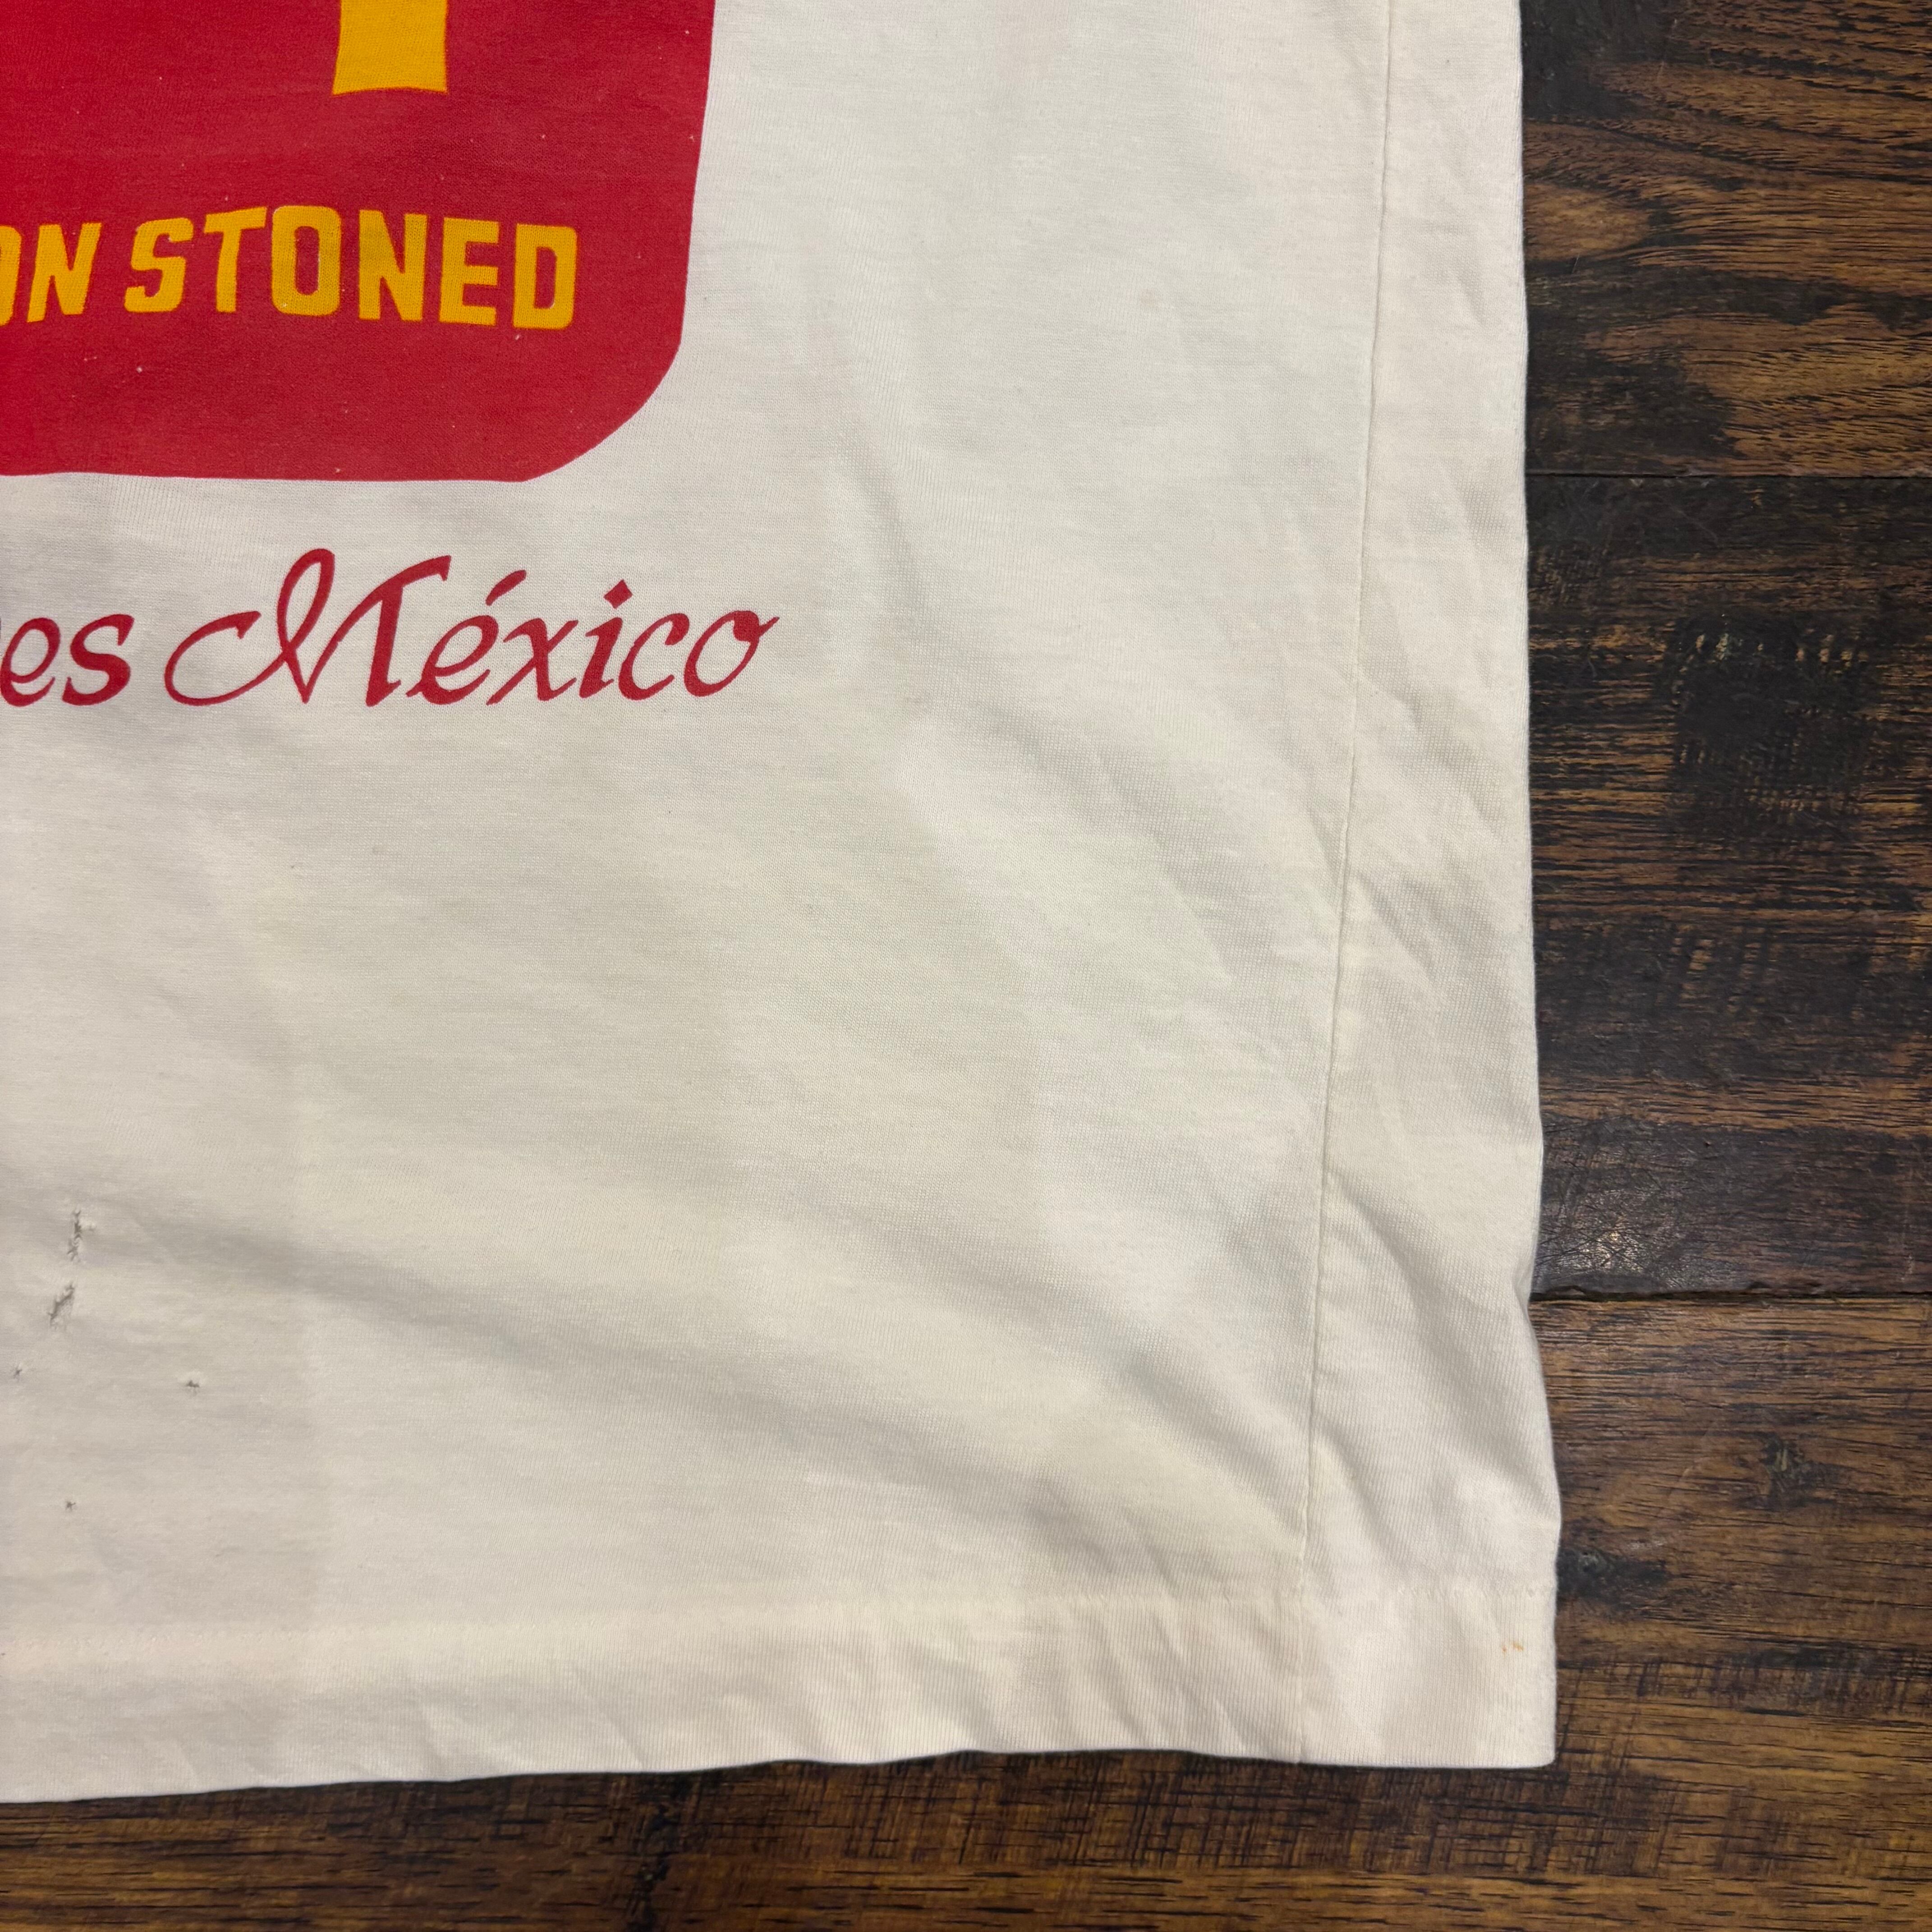 ON STONED
es México